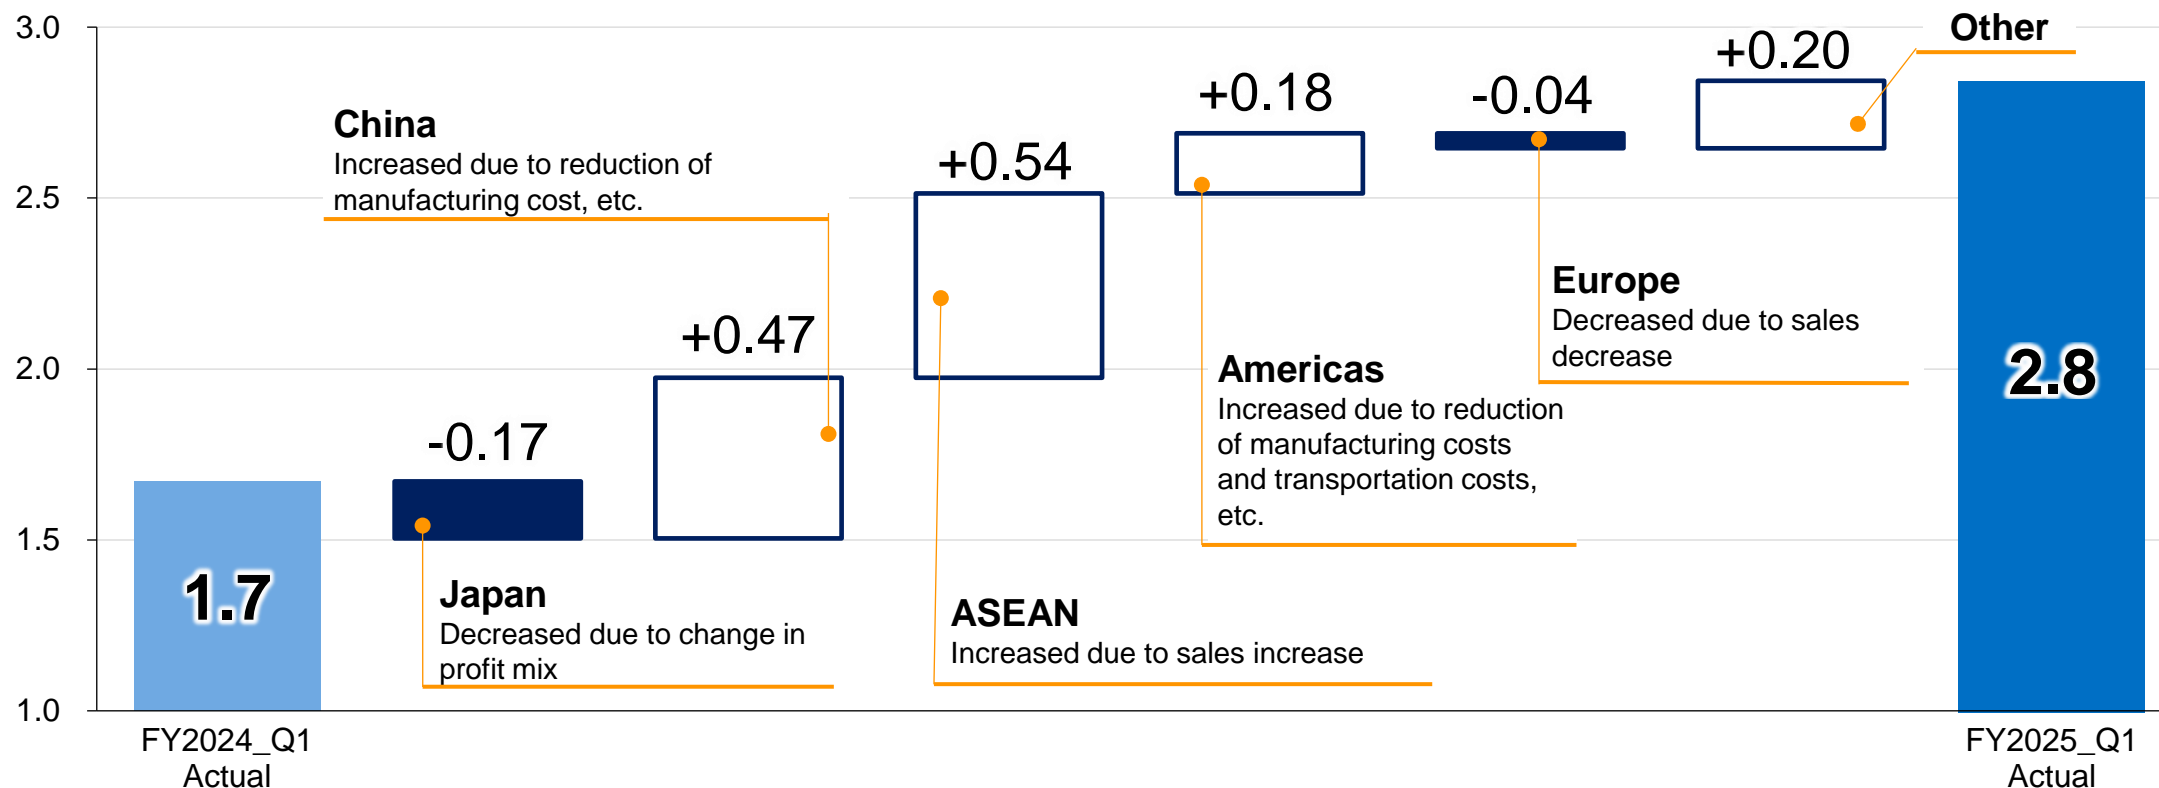 3.0
2.5
2.0
1.5
1.0
1.7
FY2024_Q1
Actual
-0.17
Japan
Decreased due to change in
profit mix
+0.47
China
Increased due to reduction of
manufacturing cost, etc.
+0.54
ASEAN
Increased due to sales increase
+0.18
Americas
Increased due to reduction
of manufacturing costs
and transportation costs,
etc.
-0.04
Europe
Decreased due to sales
decrease
+0.20
Other
2.8
FY2025_Q1
Actual